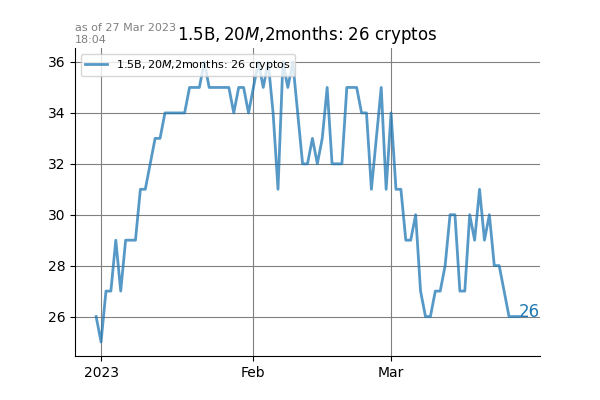 as of 27 Mar 2023
18:04
1.5B, 20M,2months: 26 cryptos
1.5B, 20M,2months: 26 cryptos
36
34
32
30
28
26
26
2023
Feb
Mar